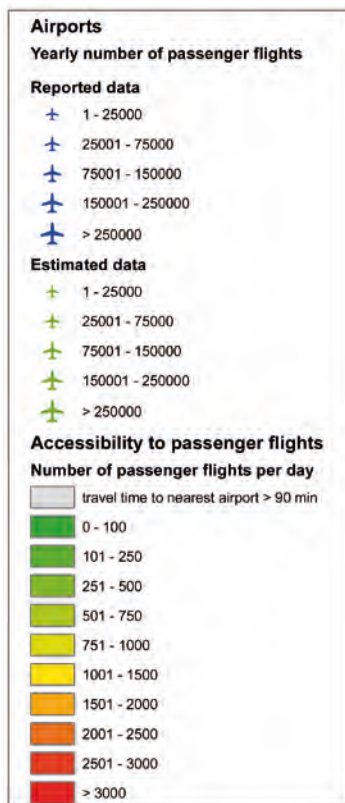 Airports
Yearly number of passenger flights
Reported data
1 - 25000
25001 - 75000
75001 - 150000
150001 - 250000
> 250000
Estimated data
1 - 25000
25001 - 75000
75001 - 150000
150001 - 250000
> 250000
Accessibility to passenger flights
Number of passenger flights per day
travel time to nearest airport > 90 min
0 - 100
101 - 250
251 - 500
501 - 750
751 - 1000
1001 - 1500
1501 - 2000
2001 - 2500
2501 - 3000
> 3000